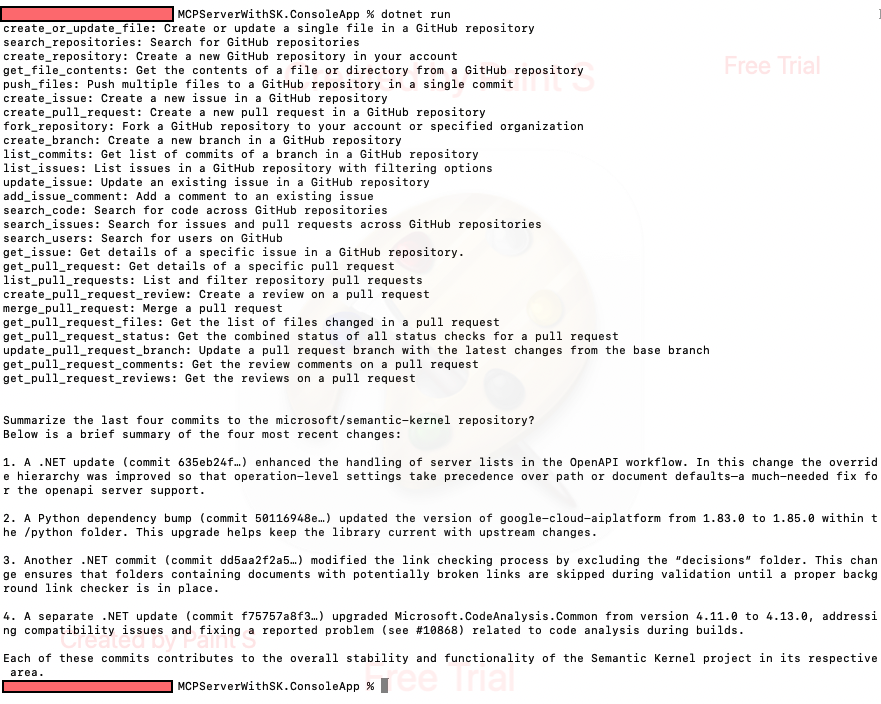 MCPServerWithSK.ConsoleApp % dotnet run
create_or_update_file: Create or update a single file in a GitHub repository
search_repositories: Search for GitHub repositories
create_repository: Create a new GitHub repository in your account
get_file_contents: Get the contents of a file or directory from a GitHub repository
push_files: Push multiple files to a GitHub repository in a single commit
create_issue: Create a new issue in a GitHub repository
create_pull_request: Create a new pull request in a GitHub repository
fork_repository: Fork a GitHub repository to your account or specified organization
create_branch: Create a new branch in a GitHub repository
list_commits: Get list of commits of a branch in a GitHub repository
list_issues: List issues in a GitHub repository with filtering options
update_issue: Update an existing issue in a GitHub repository
add_issue_comment: Add a comment to an existing issue
search_code: Search for code across GitHub repositories
search_issues: Search for issues and pull requests across GitHub repositories
search_users: Search for users on GitHub
get_issue: Get details of a specific issue in a GitHub repository.
get_pull_request: Get details of a specific pull request
list_pull_requests: List and filter repository pull requests
create_pull_request_review: Create a review on a pull request
merge_pull_request: Merge a pull request
get_pull_request_files: Get the list of files changed in a pull request
get_pull_request_status: Get the combined status of all status checks for a pull request
update_pull_request_branch: Update a pull request branch with the latest changes from the base branch
get_pull_request_comments: Get the review comments on a pull request
get_pull_request_reviews: Get the reviews on a pull request
Summarize the last four commits to the microsoft/semantic-kernel repository?
Below is a brief summary of the four most recent changes:
1. A .NET update (commit 635eb24f…) enhanced the handling of server lists in the OpenAPI workflow. In this change the overrid
e hierarchy was improved so that operation-level settings take precedence over path or document defaults—a much-needed fix fo
r the openapi server support.
2. A Python dependency bump (commit 50116948e…) updated the version of google-cloud-aiplatform from 1.83.0 to 1.85.0 within t
he /python folder. This upgrade helps keep the library current with upstream changes.
3. Another .NET commit (commit dd5aa2f2a5…) modified the link checking process by excluding the “decisions” folder. This chan
ge ensures that folders containing documents with potentially broken links are skipped during validation until a proper backg
round link checker is in place.
4. A separate .NET update (commit f75757a8f3…) upgraded Microsoft.CodeAnalysis.Common from version 4.11.0 to 4.13.0, addressi
ng compatibility issues and fixing a reported problem (see #10868) related to code analysis during builds.
Each of these commits contributes to the overall stability and functionality of the Semantic Kernel project in its respective
area.
MCPServerWithSK.ConsoleApp %
Created by Paint S
Free Trial
Created by Paint S
Free Trial